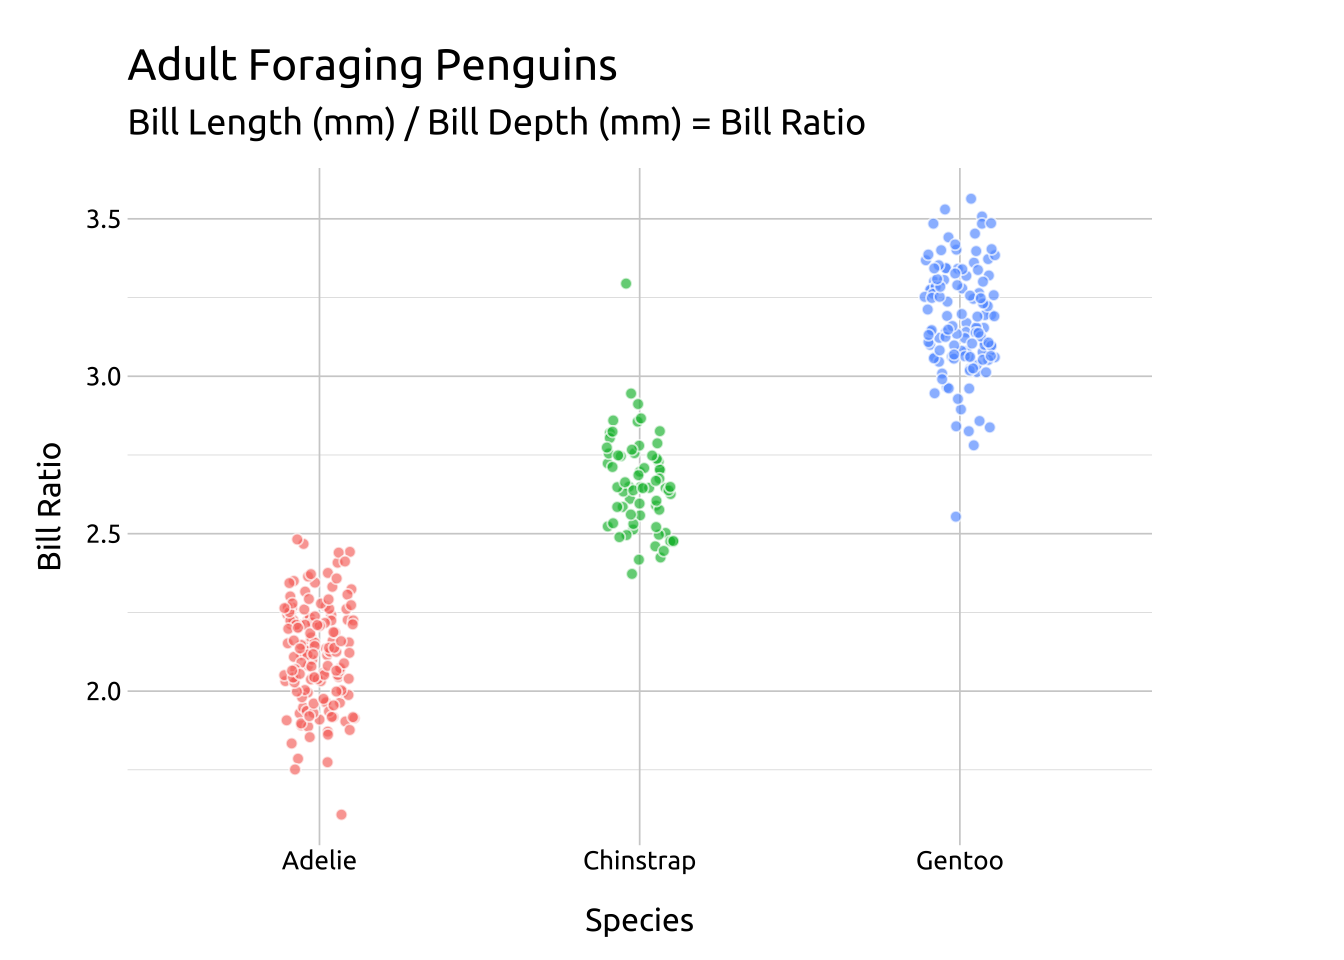 Adult Foraging Penguins
Bill Length (mm) / Bill Depth (mm) = Bill Ratio
3.5
3.0
2.5
2.0
Bill Ratio
Adelie
Chinstrap
Gentoo
Species